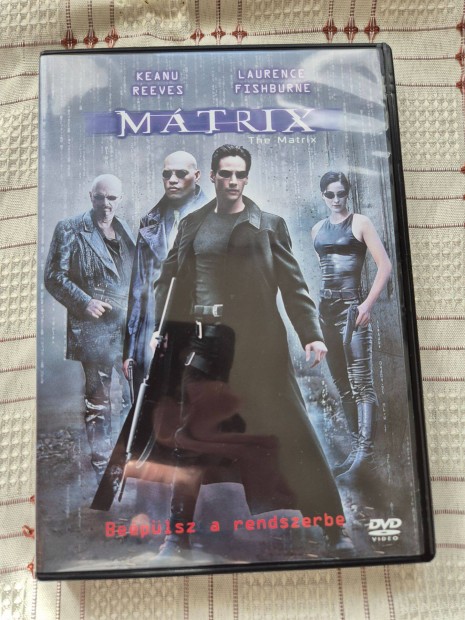 KEANU REEVES
LAURENCE FISHBURNE
MÁTRIX
The Matrix
Beépülsz a rendszerbe
DVD
VIDEO